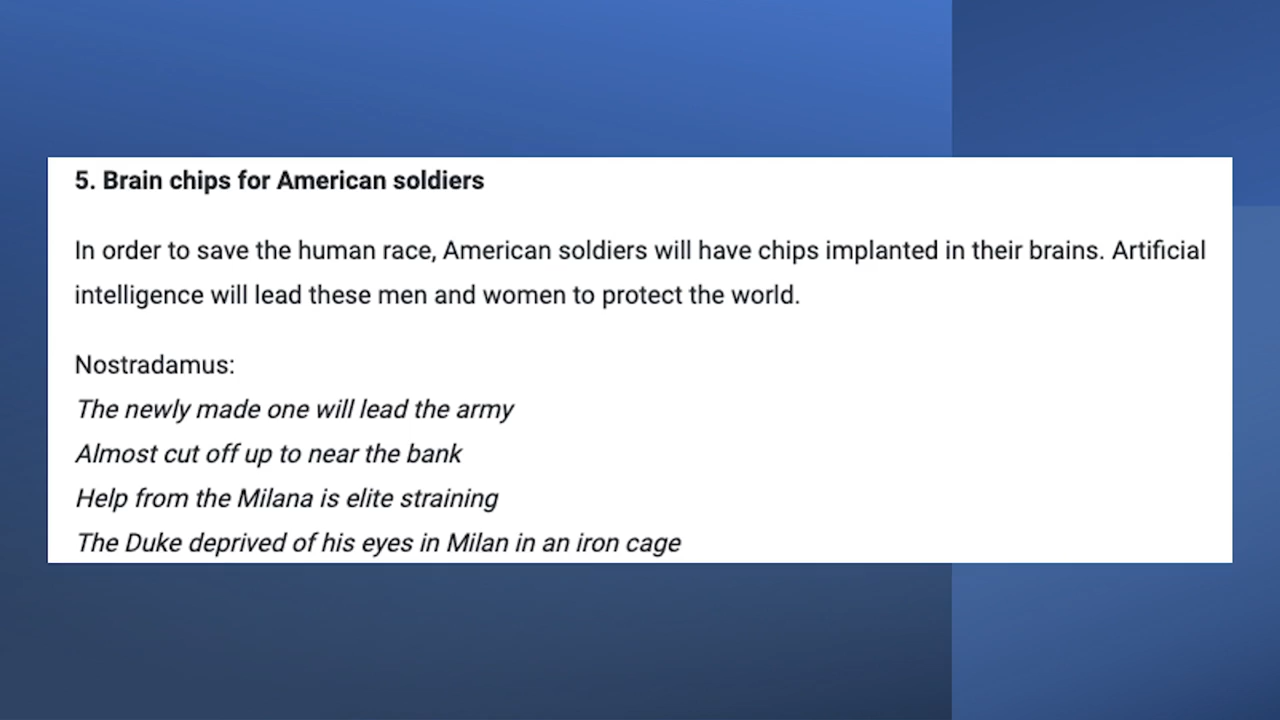 5. Brain chips for American soldiers
In order to save the human race, American soldiers will have chips implanted in their brains. Artificial
intelligence will lead these men and women to protect the world.
Nostradamus:
The newly made one will lead the army
Almost cut off up to near the bank
Help from the Milana is elite straining
The Duke deprived of his eyes in Milan in an iron cage